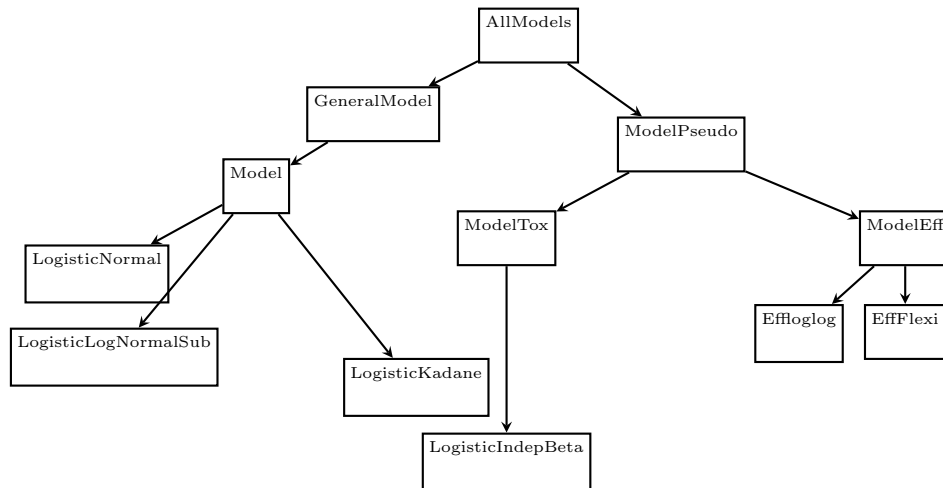 AllModels
GeneralModel
ModelPseudo
Model
ModelTox
ModelEff
LogisticNormal
Effloglog
EffFlexi
LogisticLogNormalSub
LogisticKadane
LogisticIndepBeta